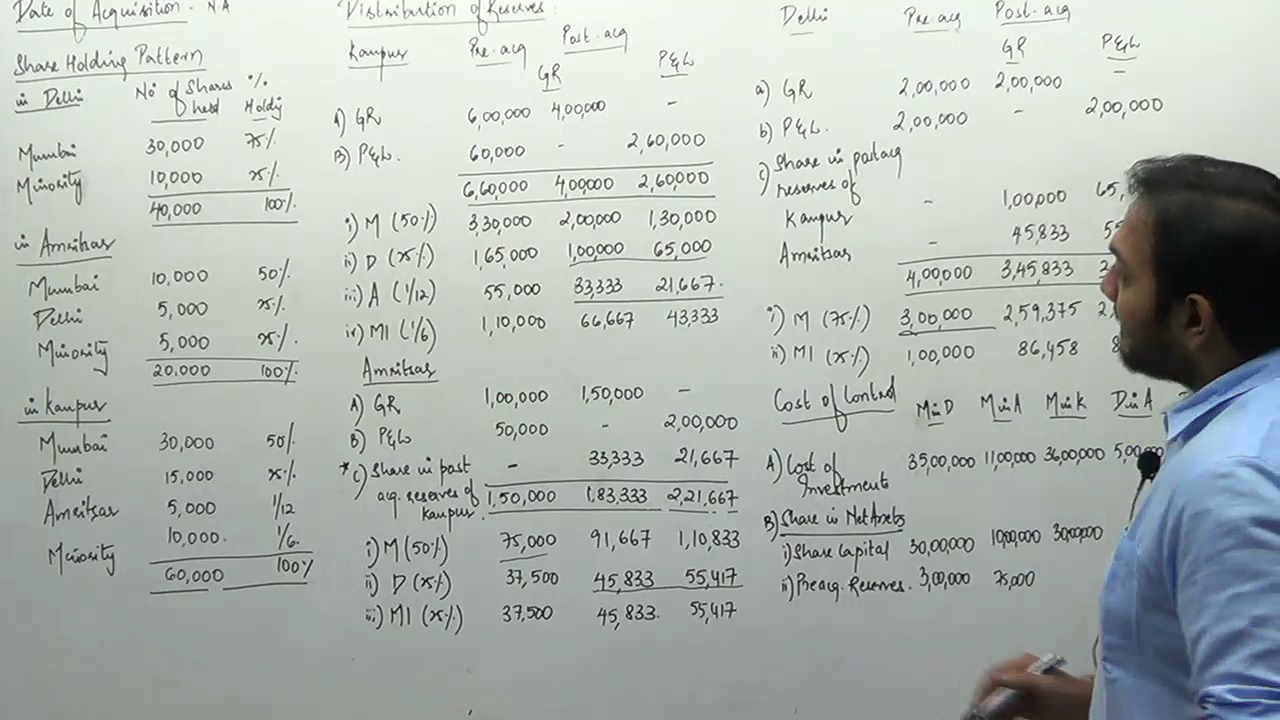 Date of Acquisition - N.A
Share Holding Pattern
in Delhi No. of Shares held % Holdg
Mumbai 30,000 75%
Minority 10,000 25%
40,000 100%
in Amritsar
Mumbai 10,000 50%
Delhi 5,000 25%
Minority 5,000 25%
20,000 100%
in Kanpur
Mumbai 30,000 50%
Delhi 15,000 25%
Amritsar 5,000 1/12
Minority 10,000 1/6
60,000 100%
Distribution of Reserves
Kanpur Pre-acq Post-acq
GR P&L
A) GR 6,00,000 4,00,000 -
B) P&L. 60,000 - 2,60,000
6,60,000 4,00,000 2,60,000
i) M (50%) 3,30,000 2,00,000 1,30,000
ii) D (25%) 1,65,000 1,00,000 65,000
iii) A (1/12) 55,000 33,333 21,667
iv) MI (1/6) 1,10,000 66,667 43,333
Amritsar
A) GR 1,00,000 1,50,000 -
B) P&L 50,000 - 2,00,000
*C) Share in post - 33,333 21,667
acq. reserves of Kanpur. 1,50,000 1,83,333 2,21,667
i) M (50%) 75,000 91,667 1,10,833
ii) D (25%) 37,500 45,833 55,417
iii) MI (25%) 37,500 45,833 55,417
Delhi Pre-acq Post-acq
GR P&L
a) GR 2,00,000 2,00,000 -
b) P&L. 2,00,000 - 2,00,000
c) Share in post acq
reserves of
Kanpur - 1,00,000 65,
Amritsar - 45,833 55
4,00,000 3,45,833
i) M (75%) 3,00,000 2,59,375 2,
ii) MI (25%) 1,00,000 86,458 8
Cost of Control M in D M in A M in K D in A
A) Cost of Investments 35,00,000 11,00,000 36,00,000 5,00,000
B) Share in Net Assets
i) Share Capital 30,00,000 10,00,000 30,00,000
ii) Preacq. Reserves. 3,00,000 75,000